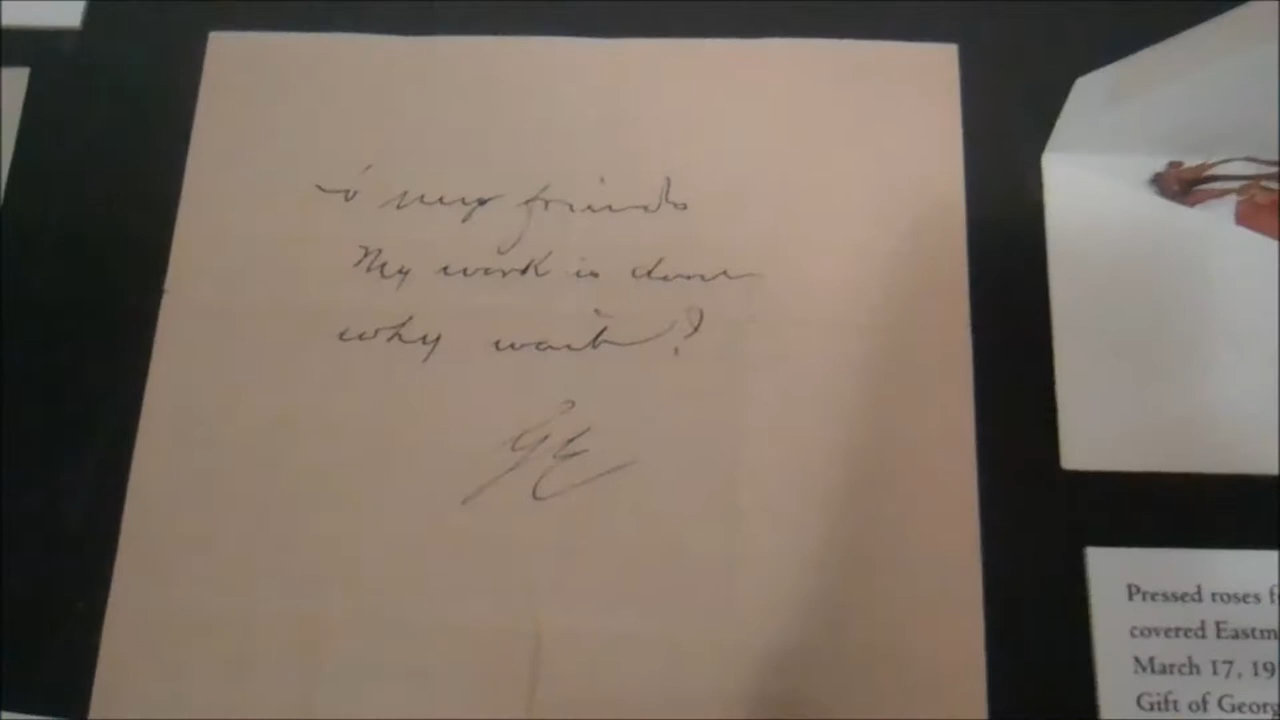 To my friends
My work is done
why wait?
GE
Pressed roses f
covered Eastm
March 17, 19
Gift of Georg